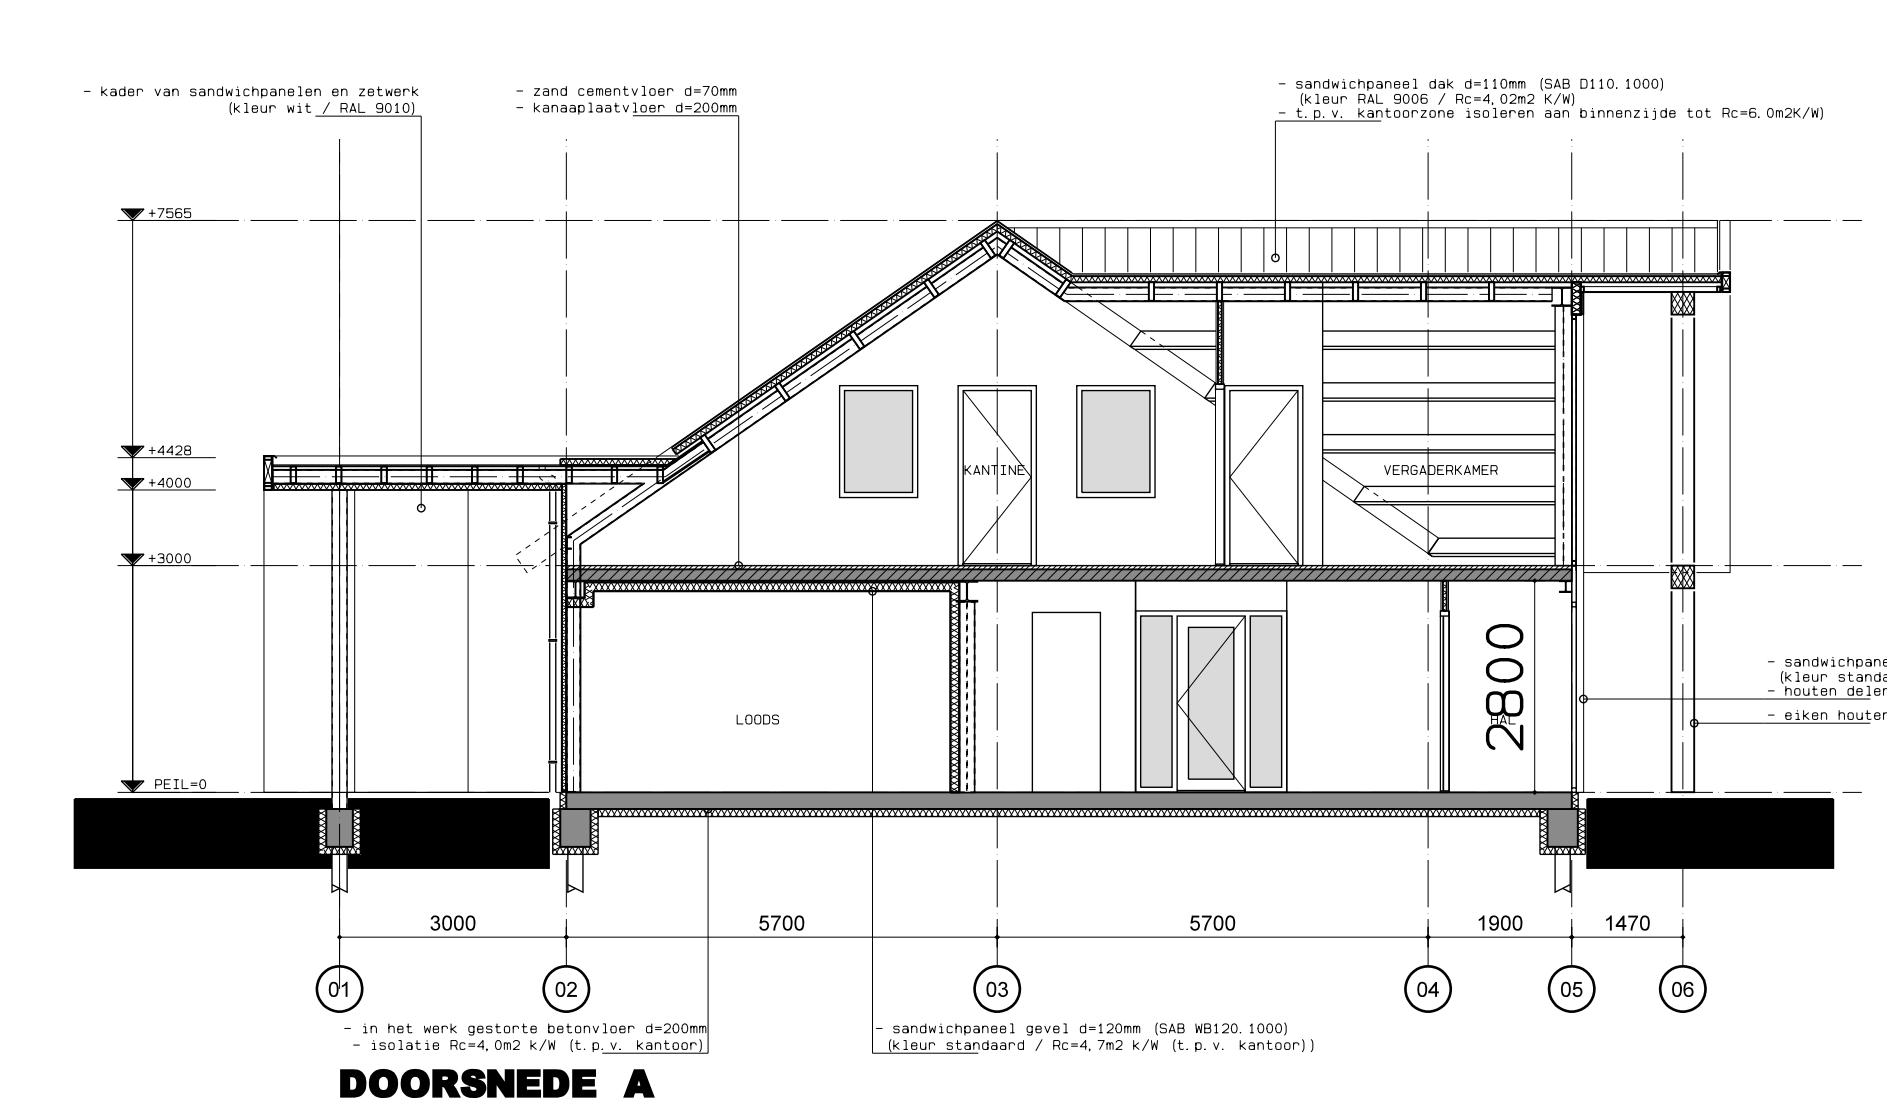 - kader van sandwichpanelen en zetwerk
(kleur wit / RAL 9010)
- zand cementvloer d=70mm
- kanaaplaatvloer d=200mm
- sandwichpaneel dak d=110mm (SAB D110.1000)
(kleur RAL 9006 / Rc=4,02m2 K/W)
- t.p.v. kantoorzone isoleren aan binnenzijde tot Rc=6.0m2K/W)
+7565
+4428
+4000
+3000
PEIL=0
KANTINE
VERGADERKAMER
LOODS
HAL
2800
- sandwichpane
(kleur standa
- houten delen
- eiken houten
3000
5700
5700
1900
1470
01
02
03
04
05
06
- in het werk gestorte betonvloer d=200mm
- isolatie Rc=4,0m2 k/W (t.p.v. kantoor)
- sandwichpaneel gevel d=120mm (SAB WB120.1000)
(kleur standaard / Rc=4,7m2 k/W (t.p.v. kantoor))
DOORSNEDE A